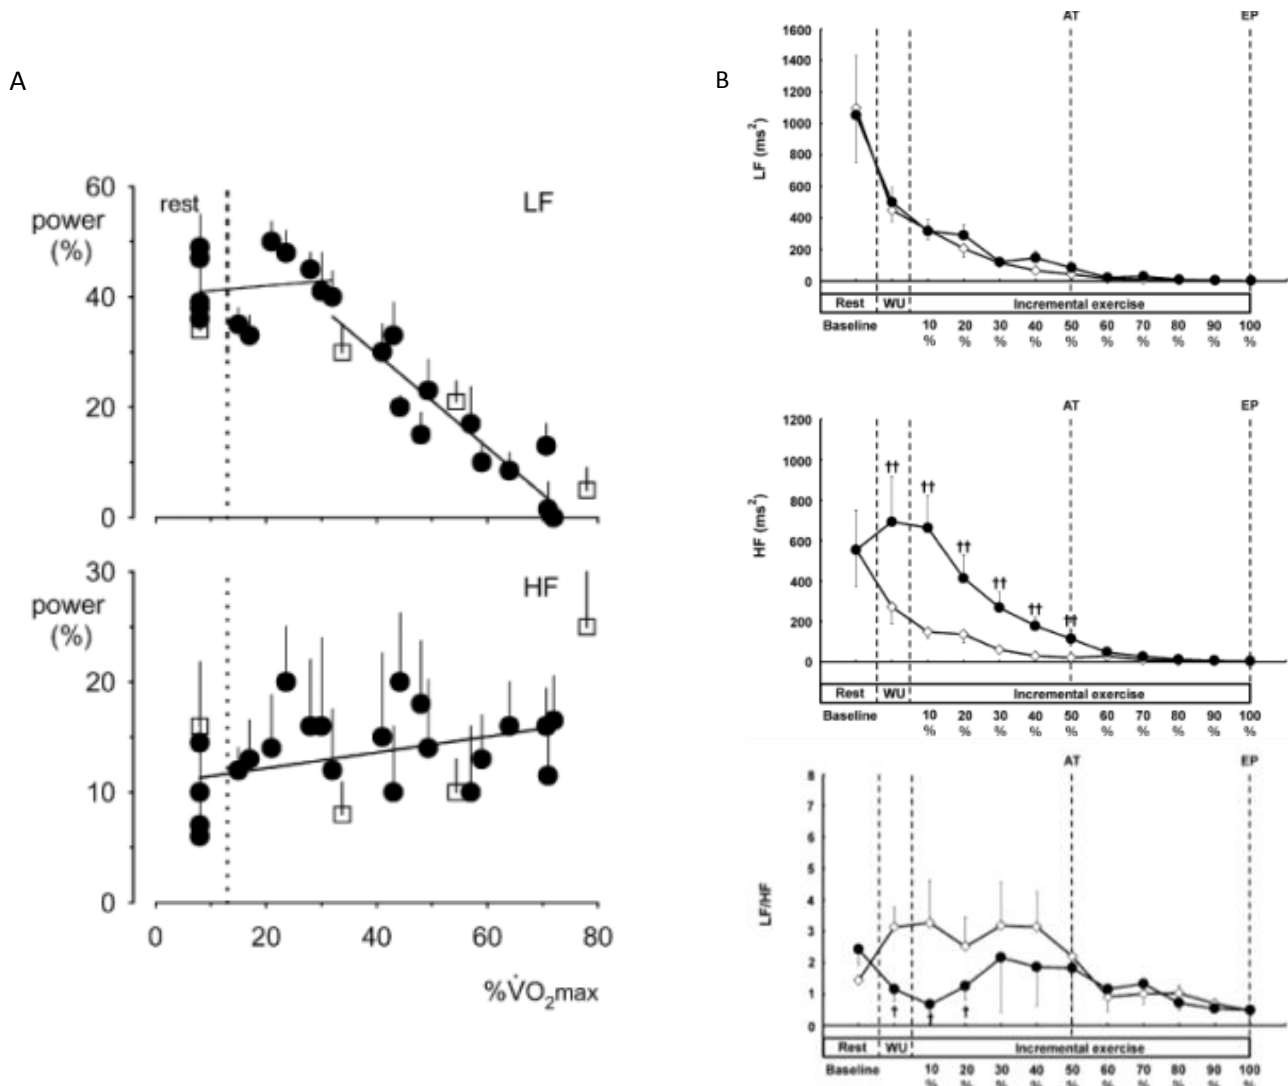 A
60
rest
LF
power
(%)
40
20
0
30
HF
power
(%)
20
10
0
0 20 40 60 80
%V̇O₂max
B
AT EP
1600
1400
1200
1000
800
600
400
200
0
LF (ms²)
Rest WU Incremental exercise
Baseline 10 20 30 40 50 60 70 80 90 100
% % % % % % % % % %
AT EP
1200
1000
800
600
400
200
0
HF (ms²)
†† †† †† †† †† ††
Rest WU Incremental exercise
Baseline 10 20 30 40 50 60 70 80 90 100
% % % % % % % % % %
AT EP
8
7
6
5
4
3
2
1
0
LF/HF
† † †
Rest WU Incremental exercise
Baseline 10 20 30 40 50 60 70 80 90 100
% % % % % % % % % %